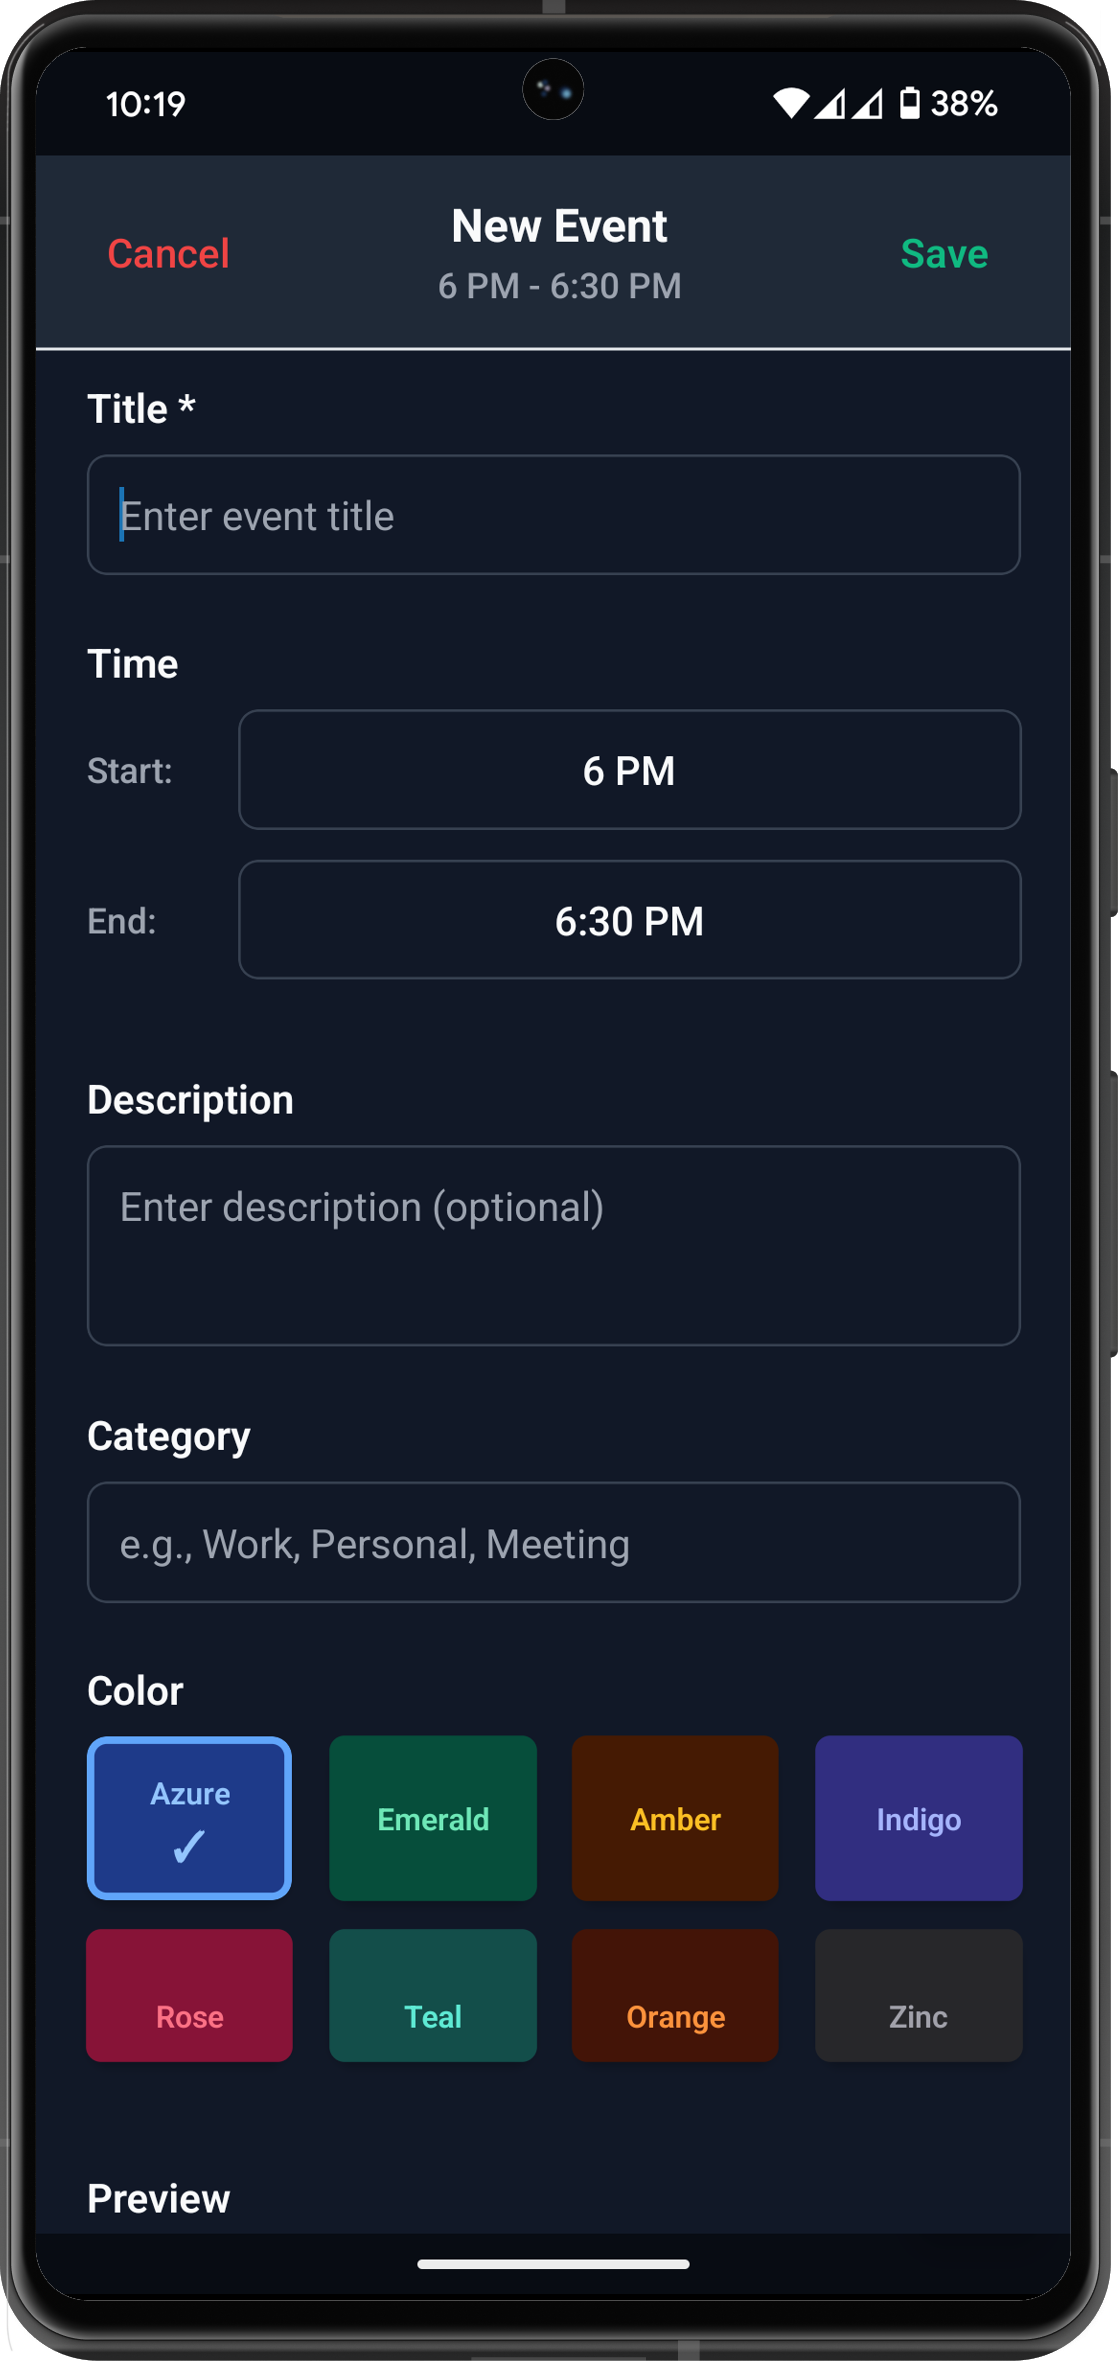 10:19
38%
Cancel
New Event
Save
6 PM - 6:30 PM
Title *
Enter event title
Time
Start:
6 PM
End:
6:30 PM
Description
Enter description (optional)
Category
e.g., Work, Personal, Meeting
Color
Azure
✓
Emerald
Amber
Indigo
Rose
Teal
Orange
Zinc
Preview